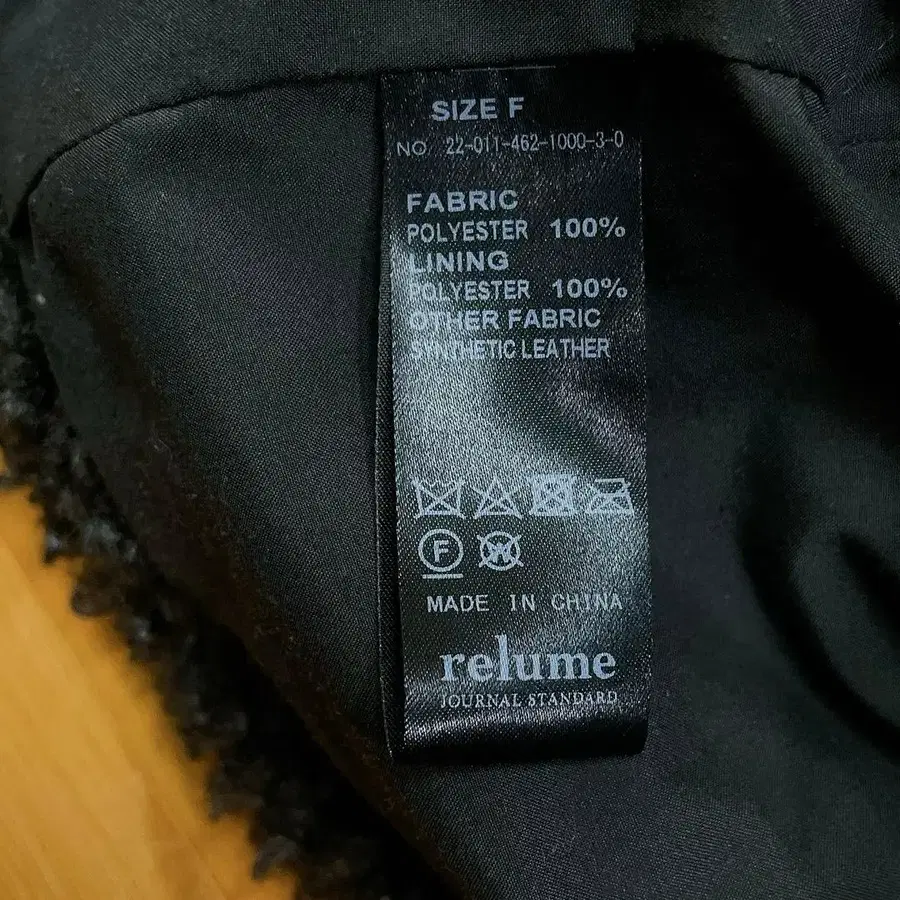 SIZE F
NO 22-011-462-1000-3-0
FABRIC
POLYESTER 100%
LINING
POLYESTER 100%
OTHER FABRIC
SYNTHETIC LEATHER
F W
MADE IN CHINA
relume
JOURNAL STANDARD